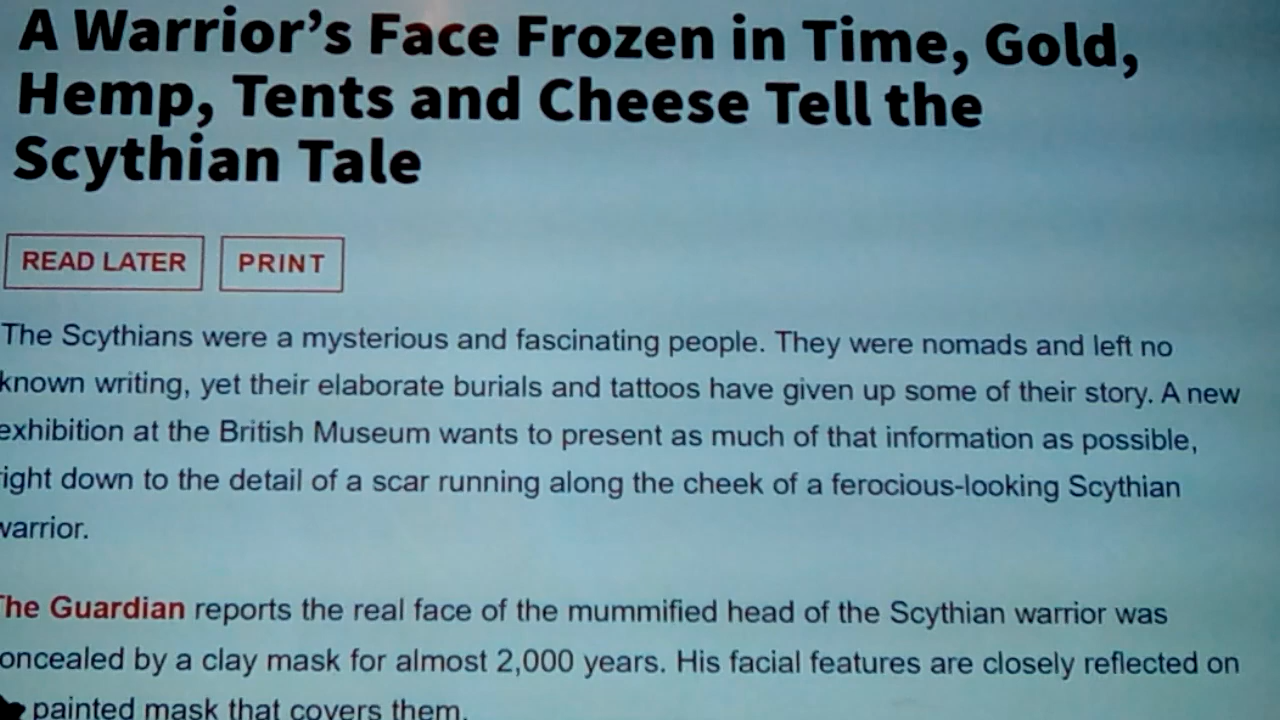 A Warrior’s Face Frozen in Time, Gold,
Hemp, Tents and Cheese Tell the
Scythian Tale
READ LATER PRINT
The Scythians were a mysterious and fascinating people. They were nomads and left no
known writing, yet their elaborate burials and tattoos have given up some of their story. A new
exhibition at the British Museum wants to present as much of that information as possible,
right down to the detail of a scar running along the cheek of a ferocious-looking Scythian
warrior.
The Guardian reports the real face of the mummified head of the Scythian warrior was
concealed by a clay mask for almost 2,000 years. His facial features are closely reflected on
painted mask that covers them.